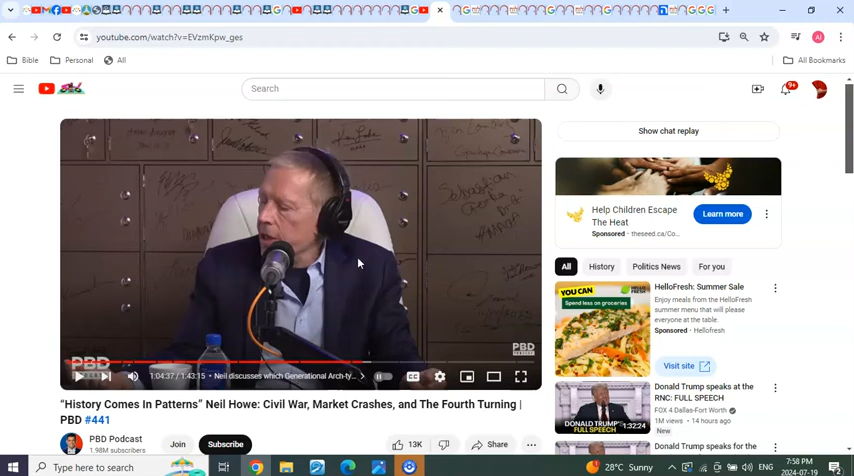 youtube.com/watch?v=EVzmKpw_ges
Bible
Personal
All
All Bookmarks
Search
9+
Show chat replay
Help Children Escape
The Heat
Sponsored · theseed.ca/Co...
Learn more
All
History
Politics News
For you
YOU CAN
Spend less on groceries
HelloFresh: Summer Sale
Enjoy meals from the HelloFresh
summer menu that will please
everyone at the table.
Sponsored · Hellofresh
Visit site
DONALD TRUMP
FULL SPEECH
1:32:24
Donald Trump speaks at the
RNC: FULL SPEECH
FOX 4 Dallas-Fort Worth
1M views · 14 hours ago
New
Donald Trump speaks for the
PBD
PODCAST
PBD
1:04:37 / 1:43:15 • Neil discusses which Generational Arch-ty...
CC
“History Comes In Patterns” Neil Howe: Civil War, Market Crashes, and The Fourth Turning |
PBD #441
PBD Podcast
1.98M subscribers
Join
Subscribe
13K
Share
Type here to search
28°C Sunny
ENG
7:58 PM
2024-07-19
2